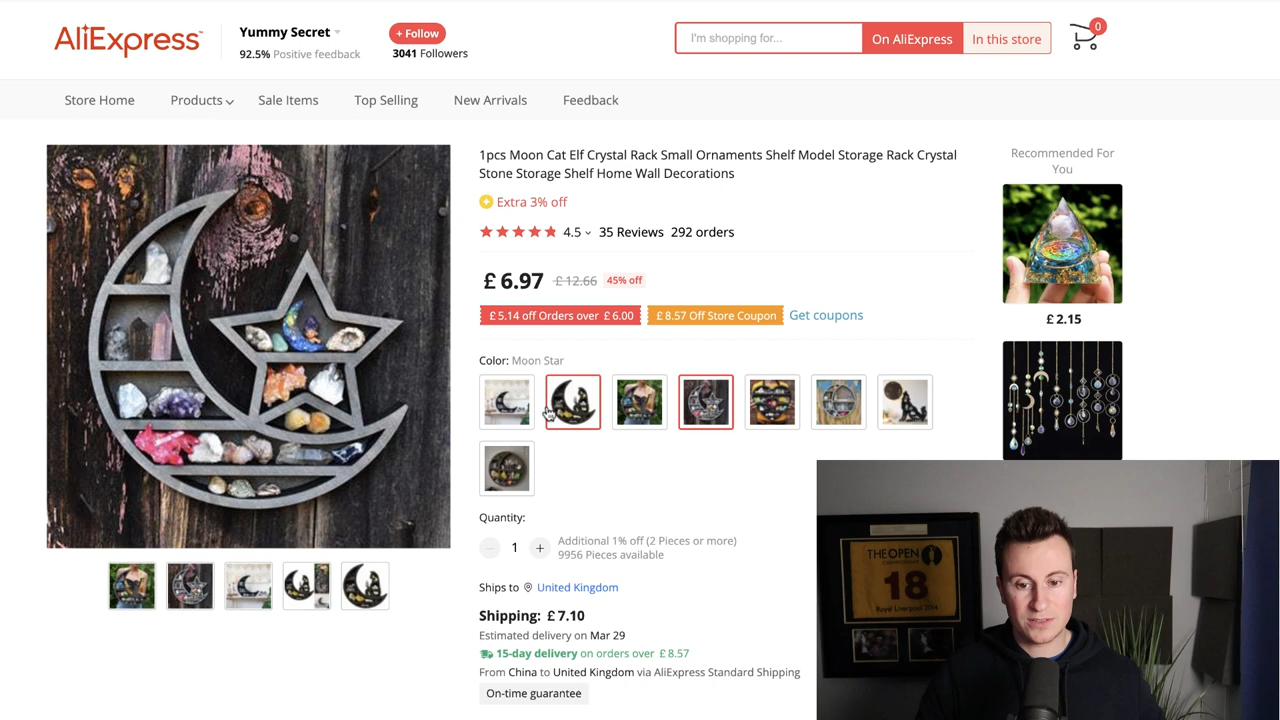 AliExpress™
Yummy Secret
92.5% Positive feedback
+ Follow
3041 Followers
I'm shopping for...
On AliExpress
In this store
0
Store Home
Products
Sale Items
Top Selling
New Arrivals
Feedback
1pcs Moon Cat Elf Crystal Rack Small Ornaments Shelf Model Storage Rack Crystal
Stone Storage Shelf Home Wall Decorations
Extra 3% off
4.5
35 Reviews
292 orders
£ 6.97
£ 12.66
45% off
£ 5.14 off Orders over £ 6.00
£ 8.57 Off Store Coupon
Get coupons
Color: Moon Star
Quantity:
1
+
Additional 1% off (2 Pieces or more)
9956 Pieces available
Ships to
United Kingdom
Shipping: £ 7.10
Estimated delivery on Mar 29
15-day delivery on orders over £ 8.57
From China to United Kingdom via AliExpress Standard Shipping
On-time guarantee
Recommended For
You
£ 2.15
THE OPEN
18
Royal Liverpool 2014